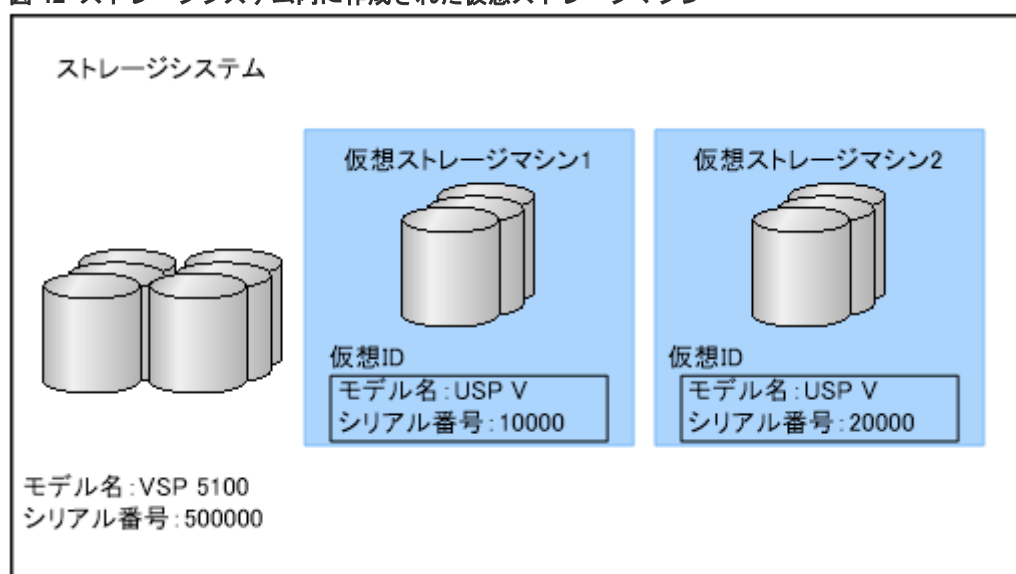 ストレージシステム
仮想ストレージマシン1
仮想ストレージマシン2
仮想ID
モデル名:USP V
シリアル番号:10000
仮想ID
モデル名:USP V
シリアル番号:20000
モデル名:VSP 5100
シリアル番号:500000